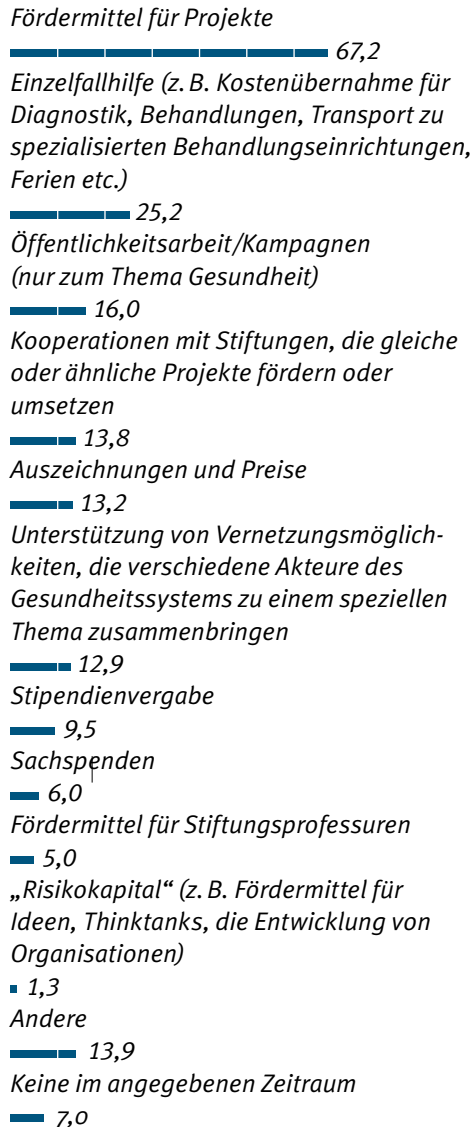 Fördermittel für Projekte
67,2
Einzelfallhilfe (z. B. Kostenübernahme für
Diagnostik, Behandlungen, Transport zu
spezialisierten Behandlungseinrichtungen,
Ferien etc.)
25,2
Öffentlichkeitsarbeit/Kampagnen
(nur zum Thema Gesundheit)
16,0
Kooperationen mit Stiftungen, die gleiche
oder ähnliche Projekte fördern oder
umsetzen
13,8
Auszeichnungen und Preise
13,2
Unterstützung von Vernetzungsmöglich-
keiten, die verschiedene Akteure des
Gesundheitssystems zu einem speziellen
Thema zusammenbringen
12,9
Stipendienvergabe
9,5
Sachspenden
6,0
Fördermittel für Stiftungsprofessuren
5,0
„Risikokapital“ (z. B. Fördermittel für
Ideen, Thinktanks, die Entwicklung von
Organisationen)
1,3
Andere
13,9
Keine im angegebenen Zeitraum
7,0